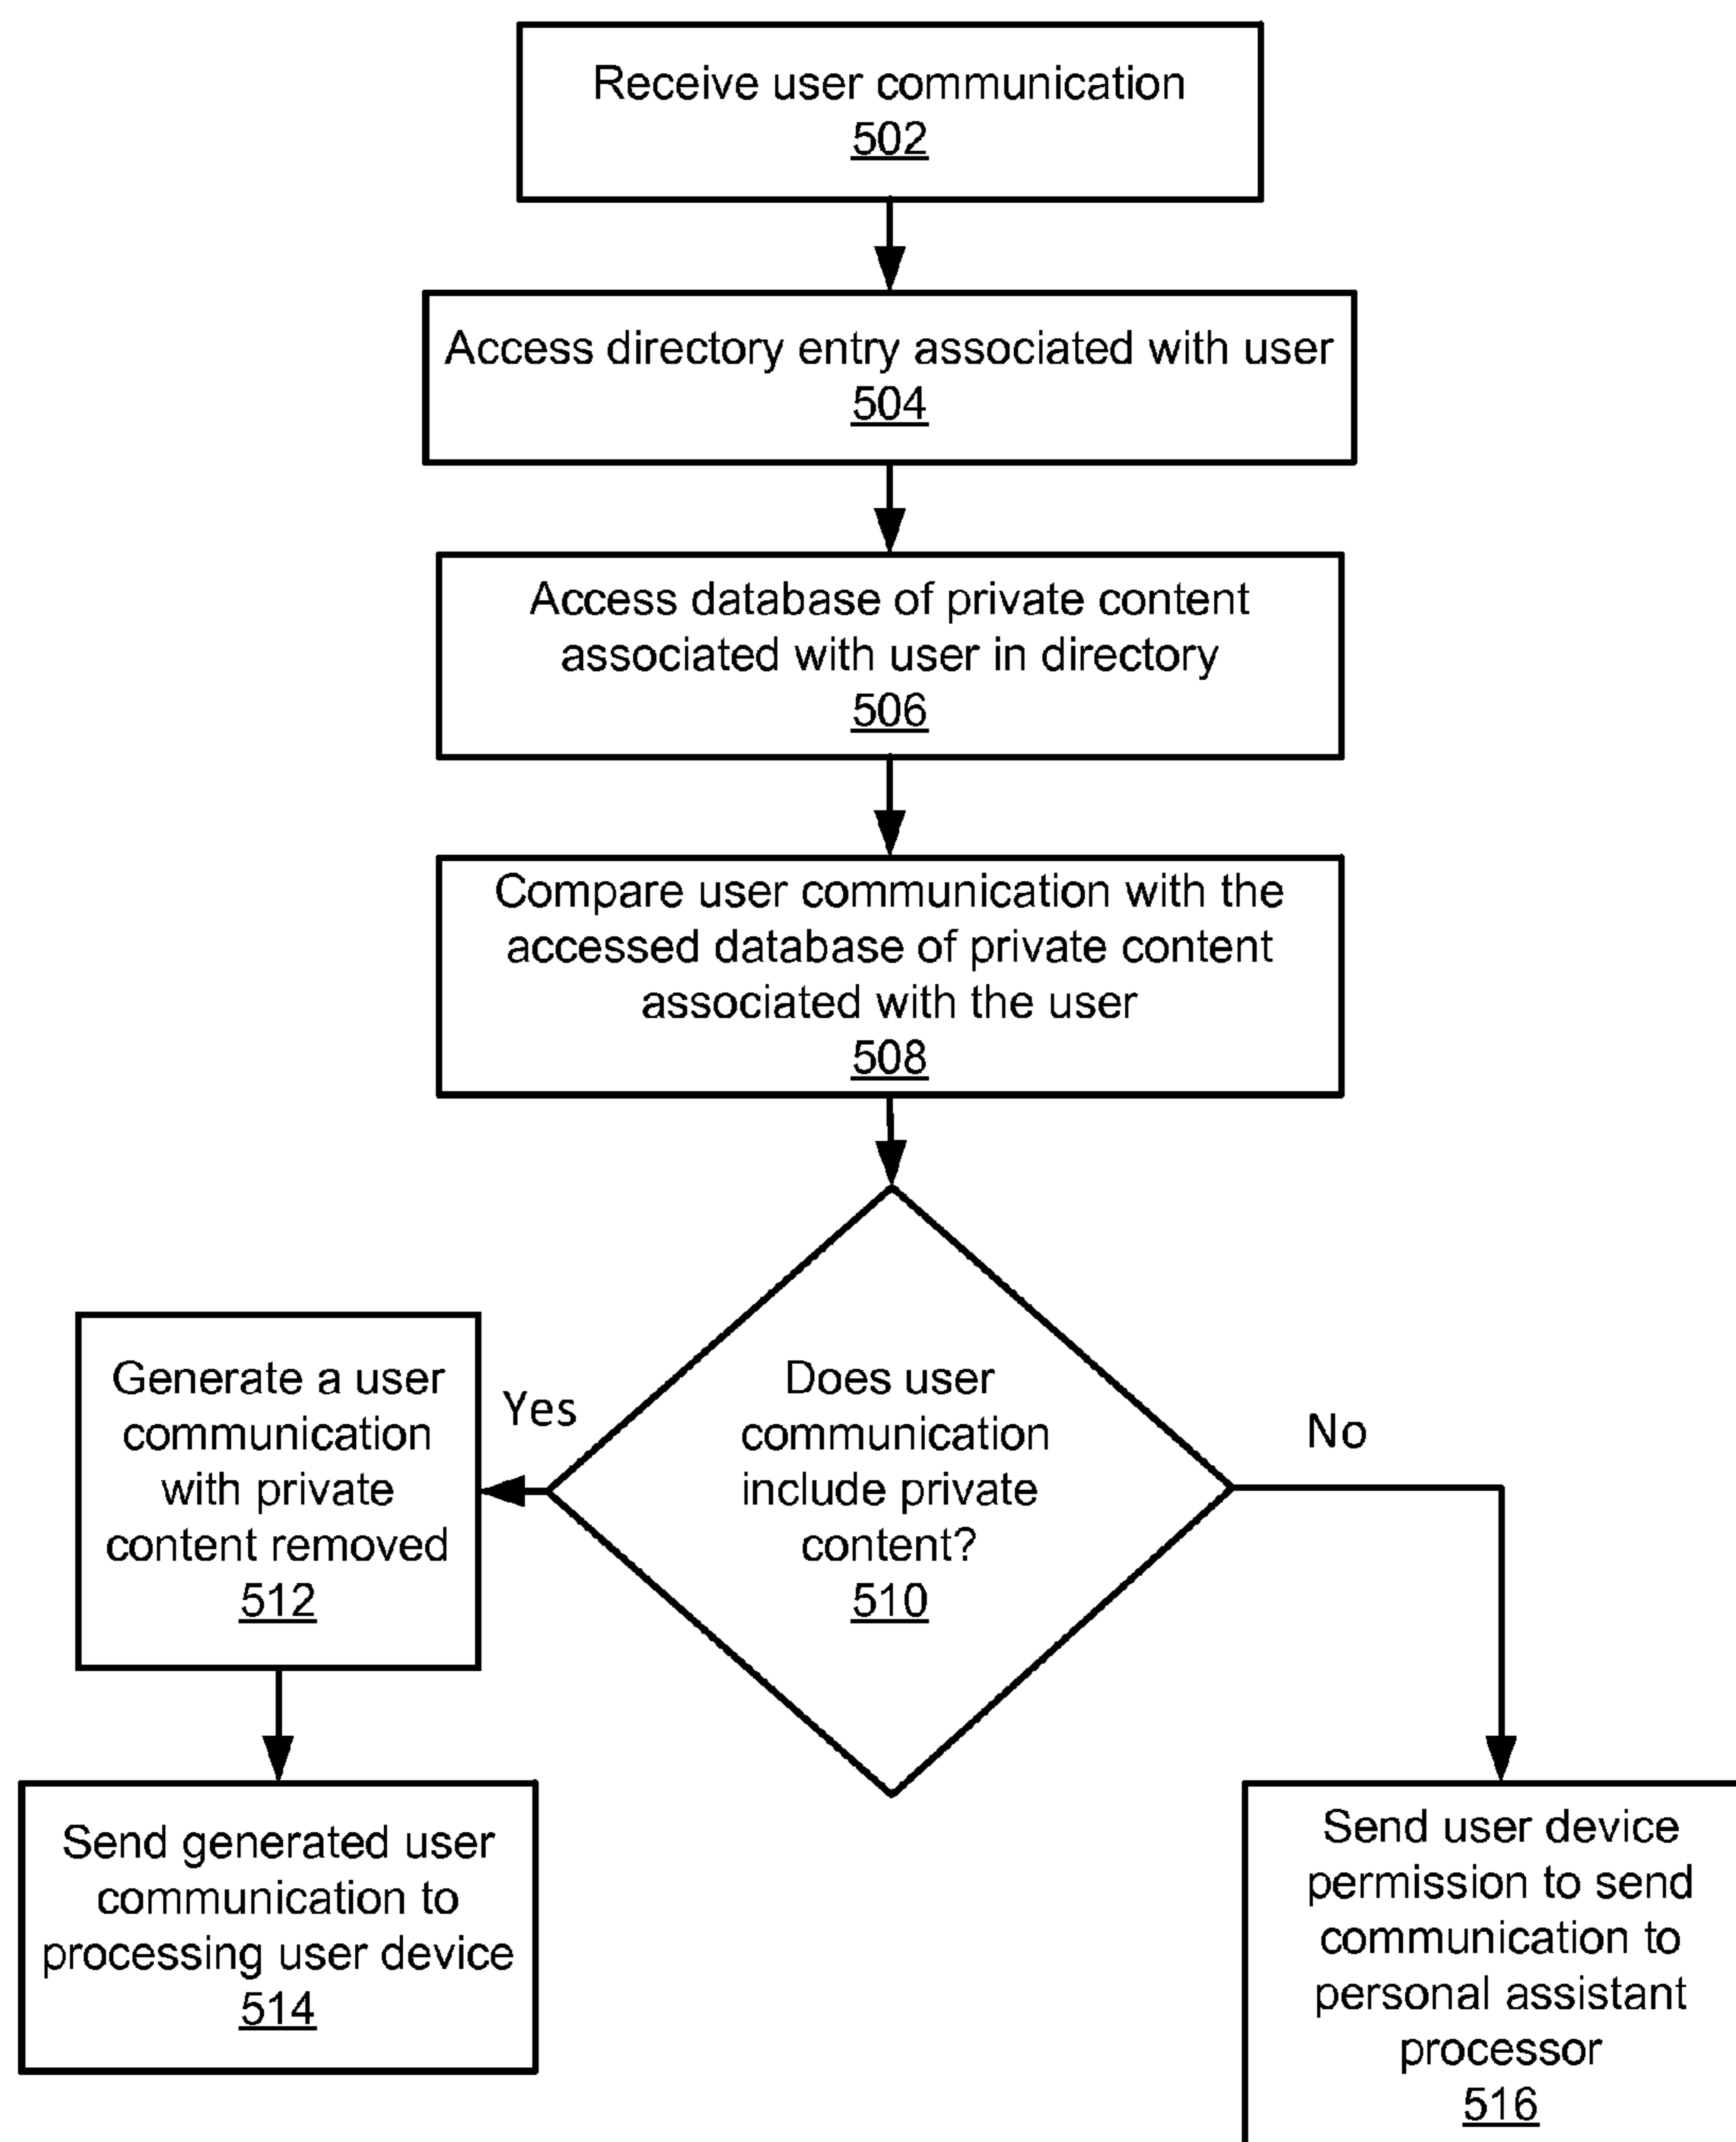 Receive user communication
502
Access directory entry associated with user
504
Access database of private content
associated with user in directory
506
Compare user communication with the
accessed database of private content
associated with the user
508
Does user
communication
include private
content?
510
Yes
No
Generate a user
communication
with private
content removed
512
Send generated user
communication to
processing user device
514
Send user device
permission to send
communication to
personal assistant
processor
516